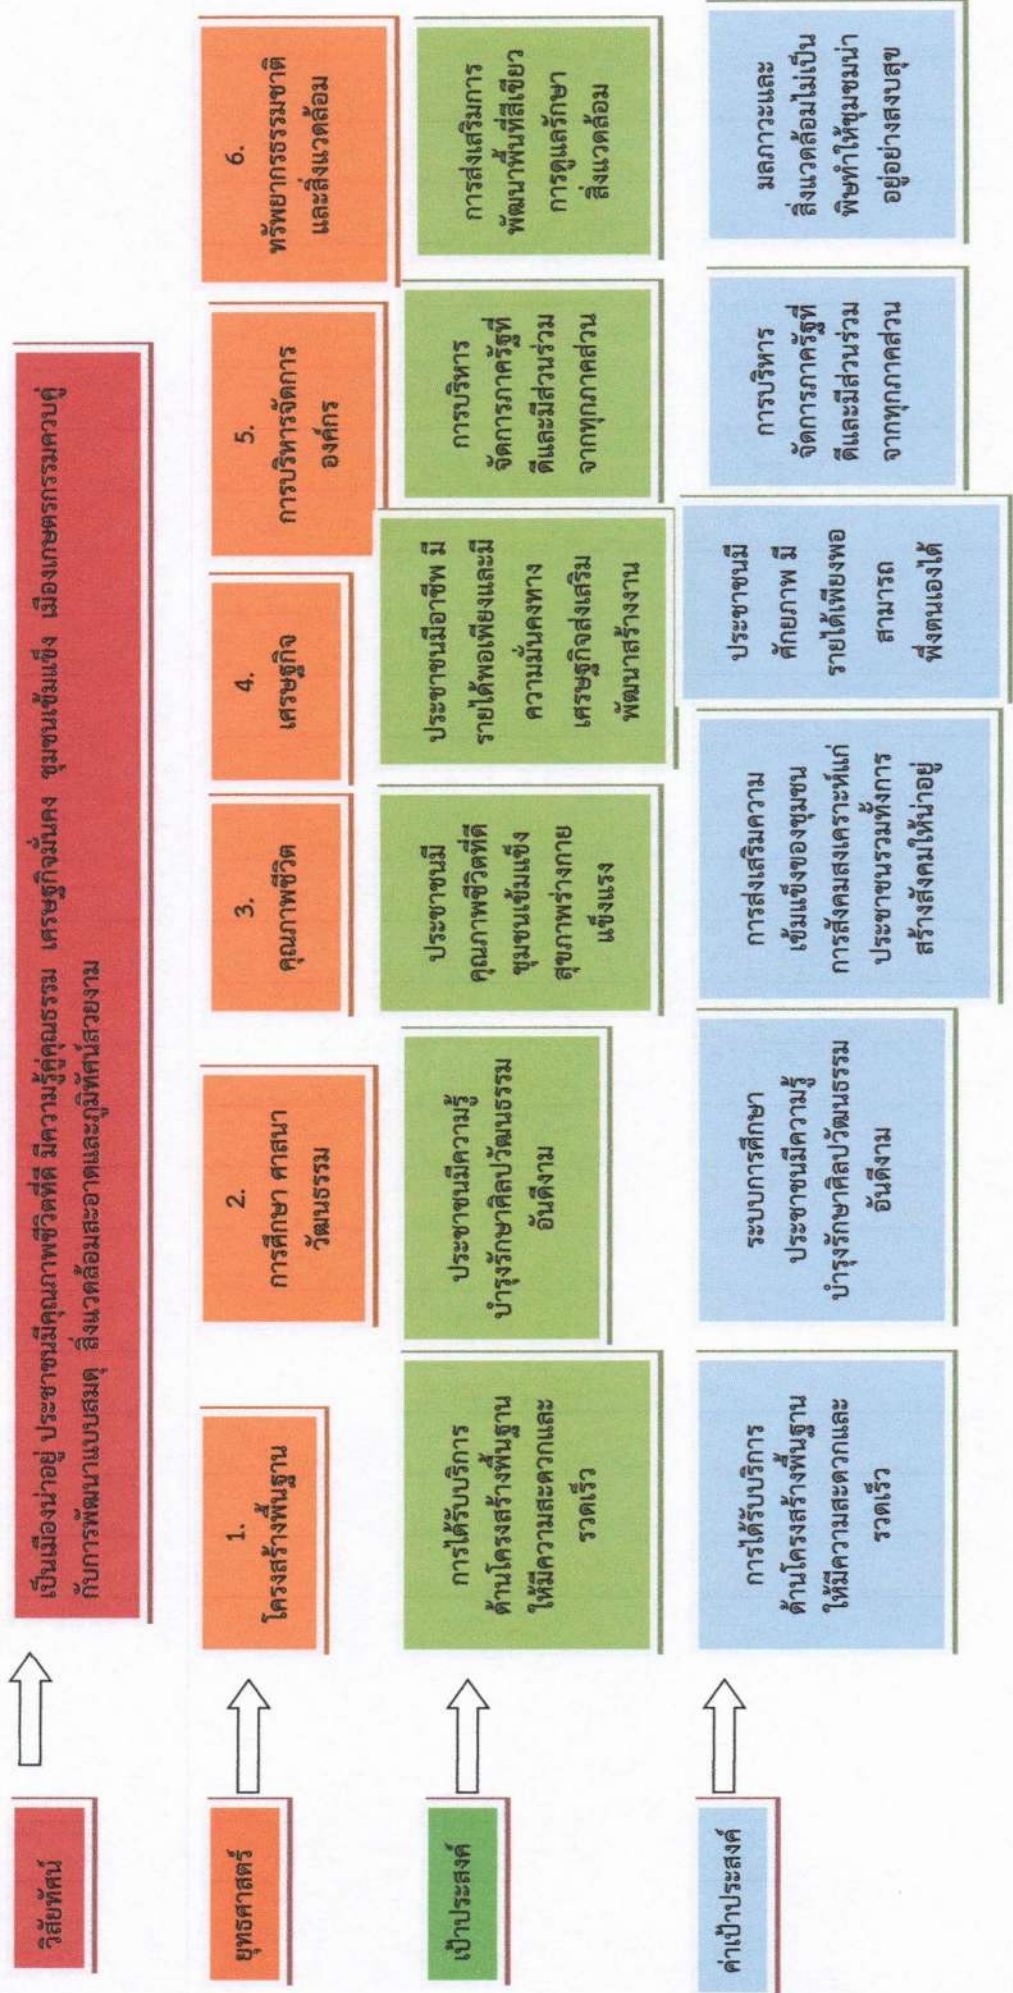 วิสัยทัศน์
เป็นเมืองน่าอยู่ ประชาชนมีคุณภาพชีวิตที่ดี มีความรู้คู่คุณธรรม เศรษฐกิจมั่นคง ชุมชนเข้มแข็ง เมืองเกษตรกรรมควบคู่
กับการพัฒนาแบบสมดุ สิ่งแวดล้อมสะอาดและภูมิทัศน์สวยงาม
ยุทธศาสตร์
1.
โครงสร้างพื้นฐาน
2.
การศึกษา ศาสนา
วัฒนธรรม
3.
คุณภาพชีวิต
4.
เศรษฐกิจ
5.
การบริหารจัดการ
องค์กร
6.
ทรัพยากรธรรมชาติ
และสิ่งแวดล้อม
เป้าประสงค์
การได้รับบริการ
ด้านโครงสร้างพื้นฐาน
ให้มีความสะดวกและ
รวดเร็ว
ประชาชนมีความรู้
บำรุงรักษาศิลปวัฒนธรรม
อันดีงาม
ประชาชนมี
คุณภาพชีวิตที่ดี
ชุมชนเข้มแข็ง
สุขภาพร่างกาย
แข็งแรง
ประชาชนมีอาชีพ มี
รายได้พอเพียงและมี
ความมั่นคงทาง
เศรษฐกิจส่งเสริม
พัฒนาสร้างงาน
การบริหาร
จัดการภาครัฐที่
ดีและมีส่วนร่วม
จากทุกภาคส่วน
การส่งเสริมการ
พัฒนาพื้นที่สีเขียว
การดูแลรักษา
สิ่งแวดล้อม
ค่าเป้าประสงค์
การได้รับบริการ
ด้านโครงสร้างพื้นฐาน
ให้มีความสะดวกและ
รวดเร็ว
ระบบการศึกษา
ประชาชนมีความรู้
บำรุงรักษาศิลปวัฒนธรรม
อันดีงาม
การส่งเสริมความ
เข้มแข็งของชุมชน
การสังคมสงเคราะห์แก่
ประชาชนรวมทั้งการ
สร้างสังคมให้น่าอยู่
ประชาชนมี
ศักยภาพ มี
รายได้เพียงพอ
สามารถ
พึ่งตนเองได้
การบริหาร
จัดการภาครัฐที่
ดีและมีส่วนร่วม
จากทุกภาคส่วน
มลภาวะและ
สิ่งแวดล้อมไม่เป็น
พิษทำให้ชุมชนน่า
อยู่อย่างสงบสุข